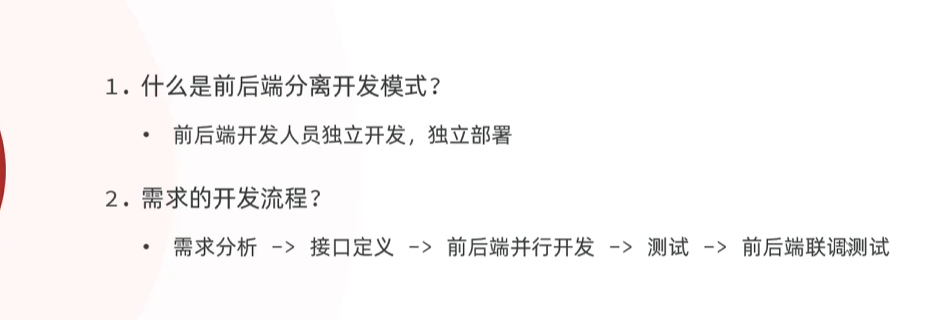 1. 什么是前后端分离开发模式？
• 前后端开发人员独立开发，独立部署
2. 需求的开发流程？
• 需求分析 -> 接口定义 -> 前后端并行开发 -> 测试 -> 前后端联调测试